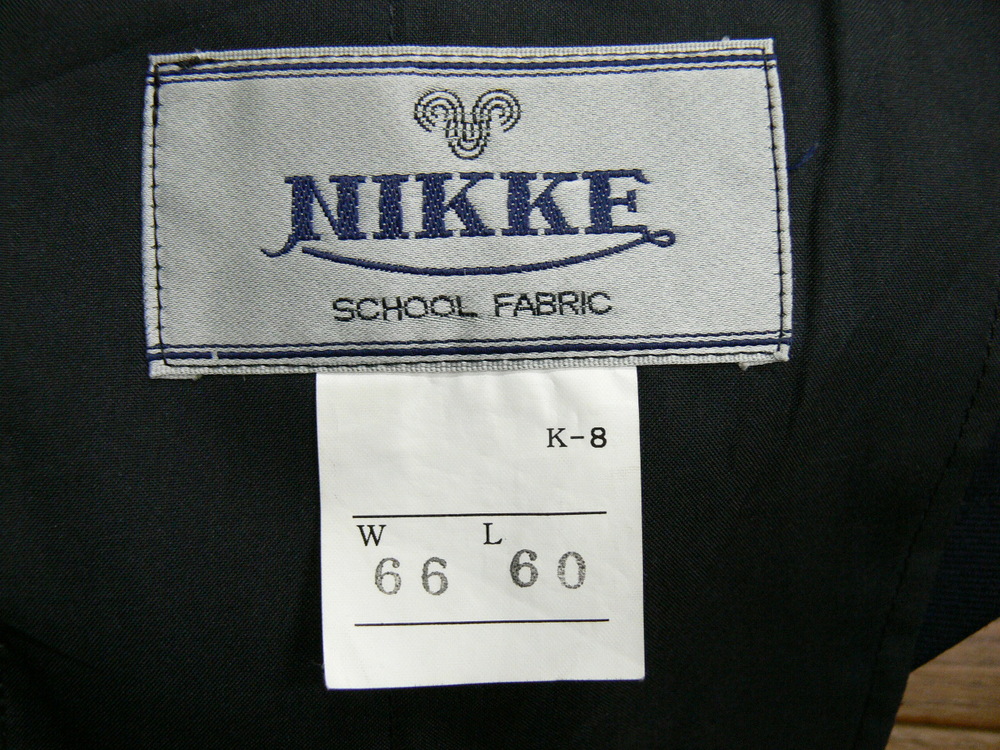 NIKKE
SCHOOL FABRIC
K-8
W L
66 60